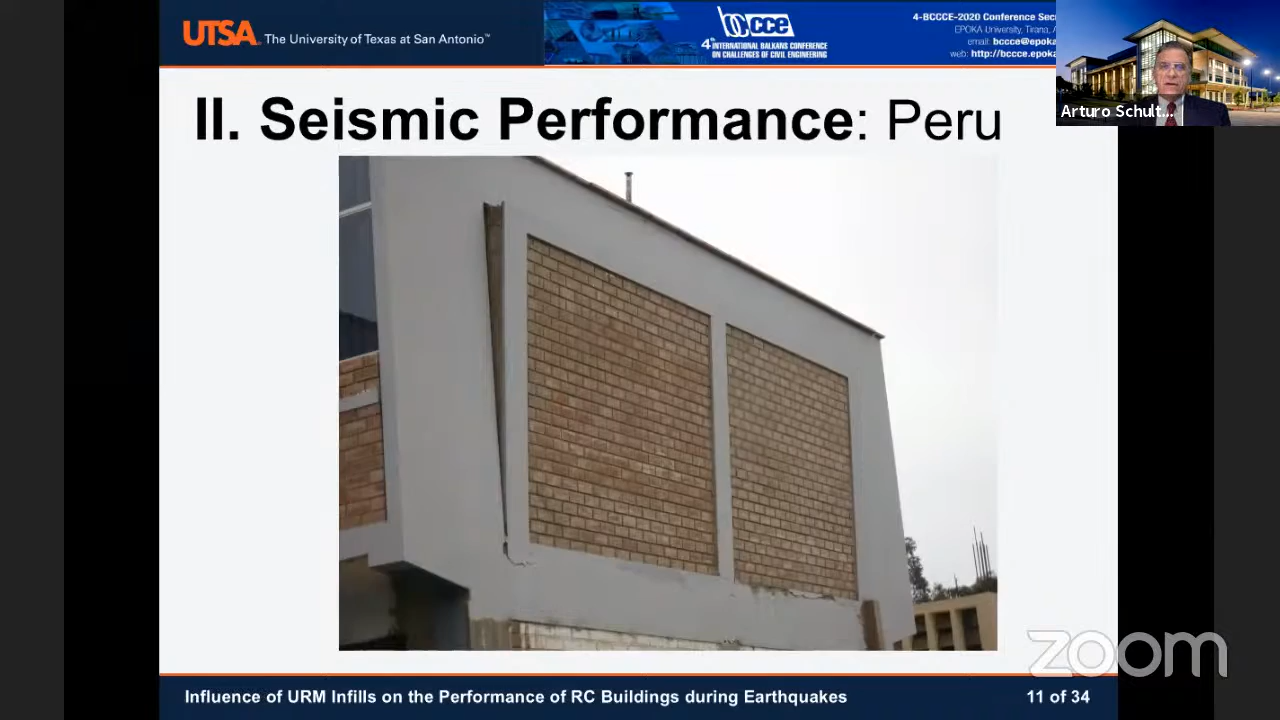 UTSA The University of Texas at San Antonio™
bccce
4th INTERNATIONAL BALKANS CONFERENCE
ON CHALLENGES OF CIVIL ENGINEERING
4-BCCCE-2020 Conference Sec
EPOKA University, Tirana, A
email: bccce@epoka
web: http://bccce.epoka
Arturo Schult...
II. Seismic Performance: Peru
zoom
Influence of URM Infills on the Performance of RC Buildings during Earthquakes
11 of 34